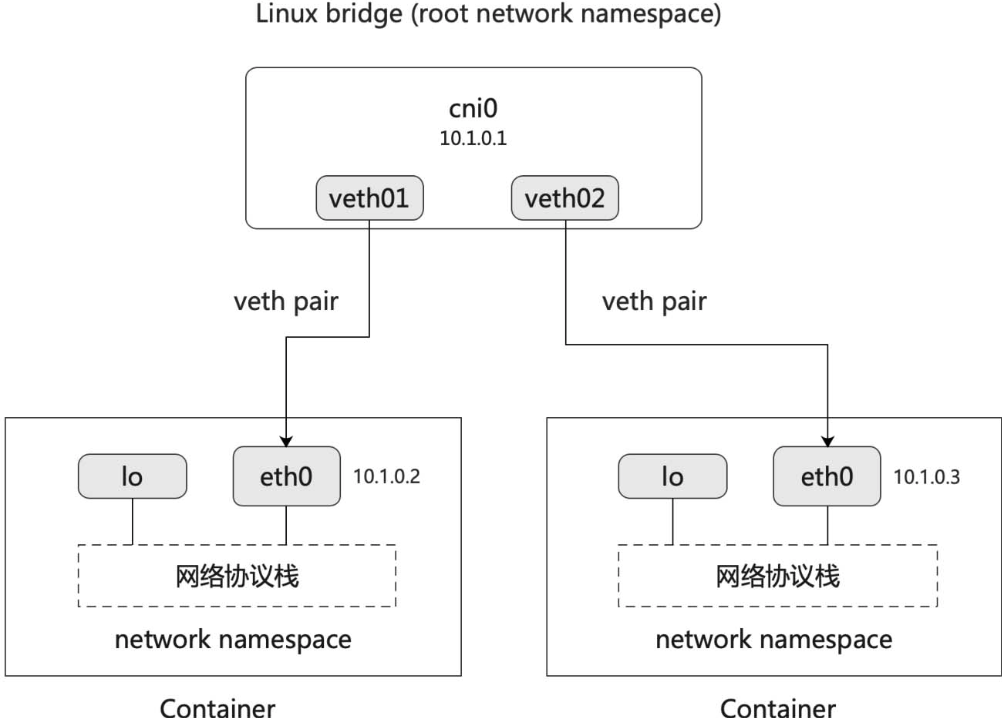 Linux bridge (root network namespace)
cni0
10.1.0.1
veth01
veth02
veth pair
veth pair
lo
eth0
10.1.0.2
lo
eth0
10.1.0.3
网络协议栈
网络协议栈
network namespace
network namespace
Container
Container